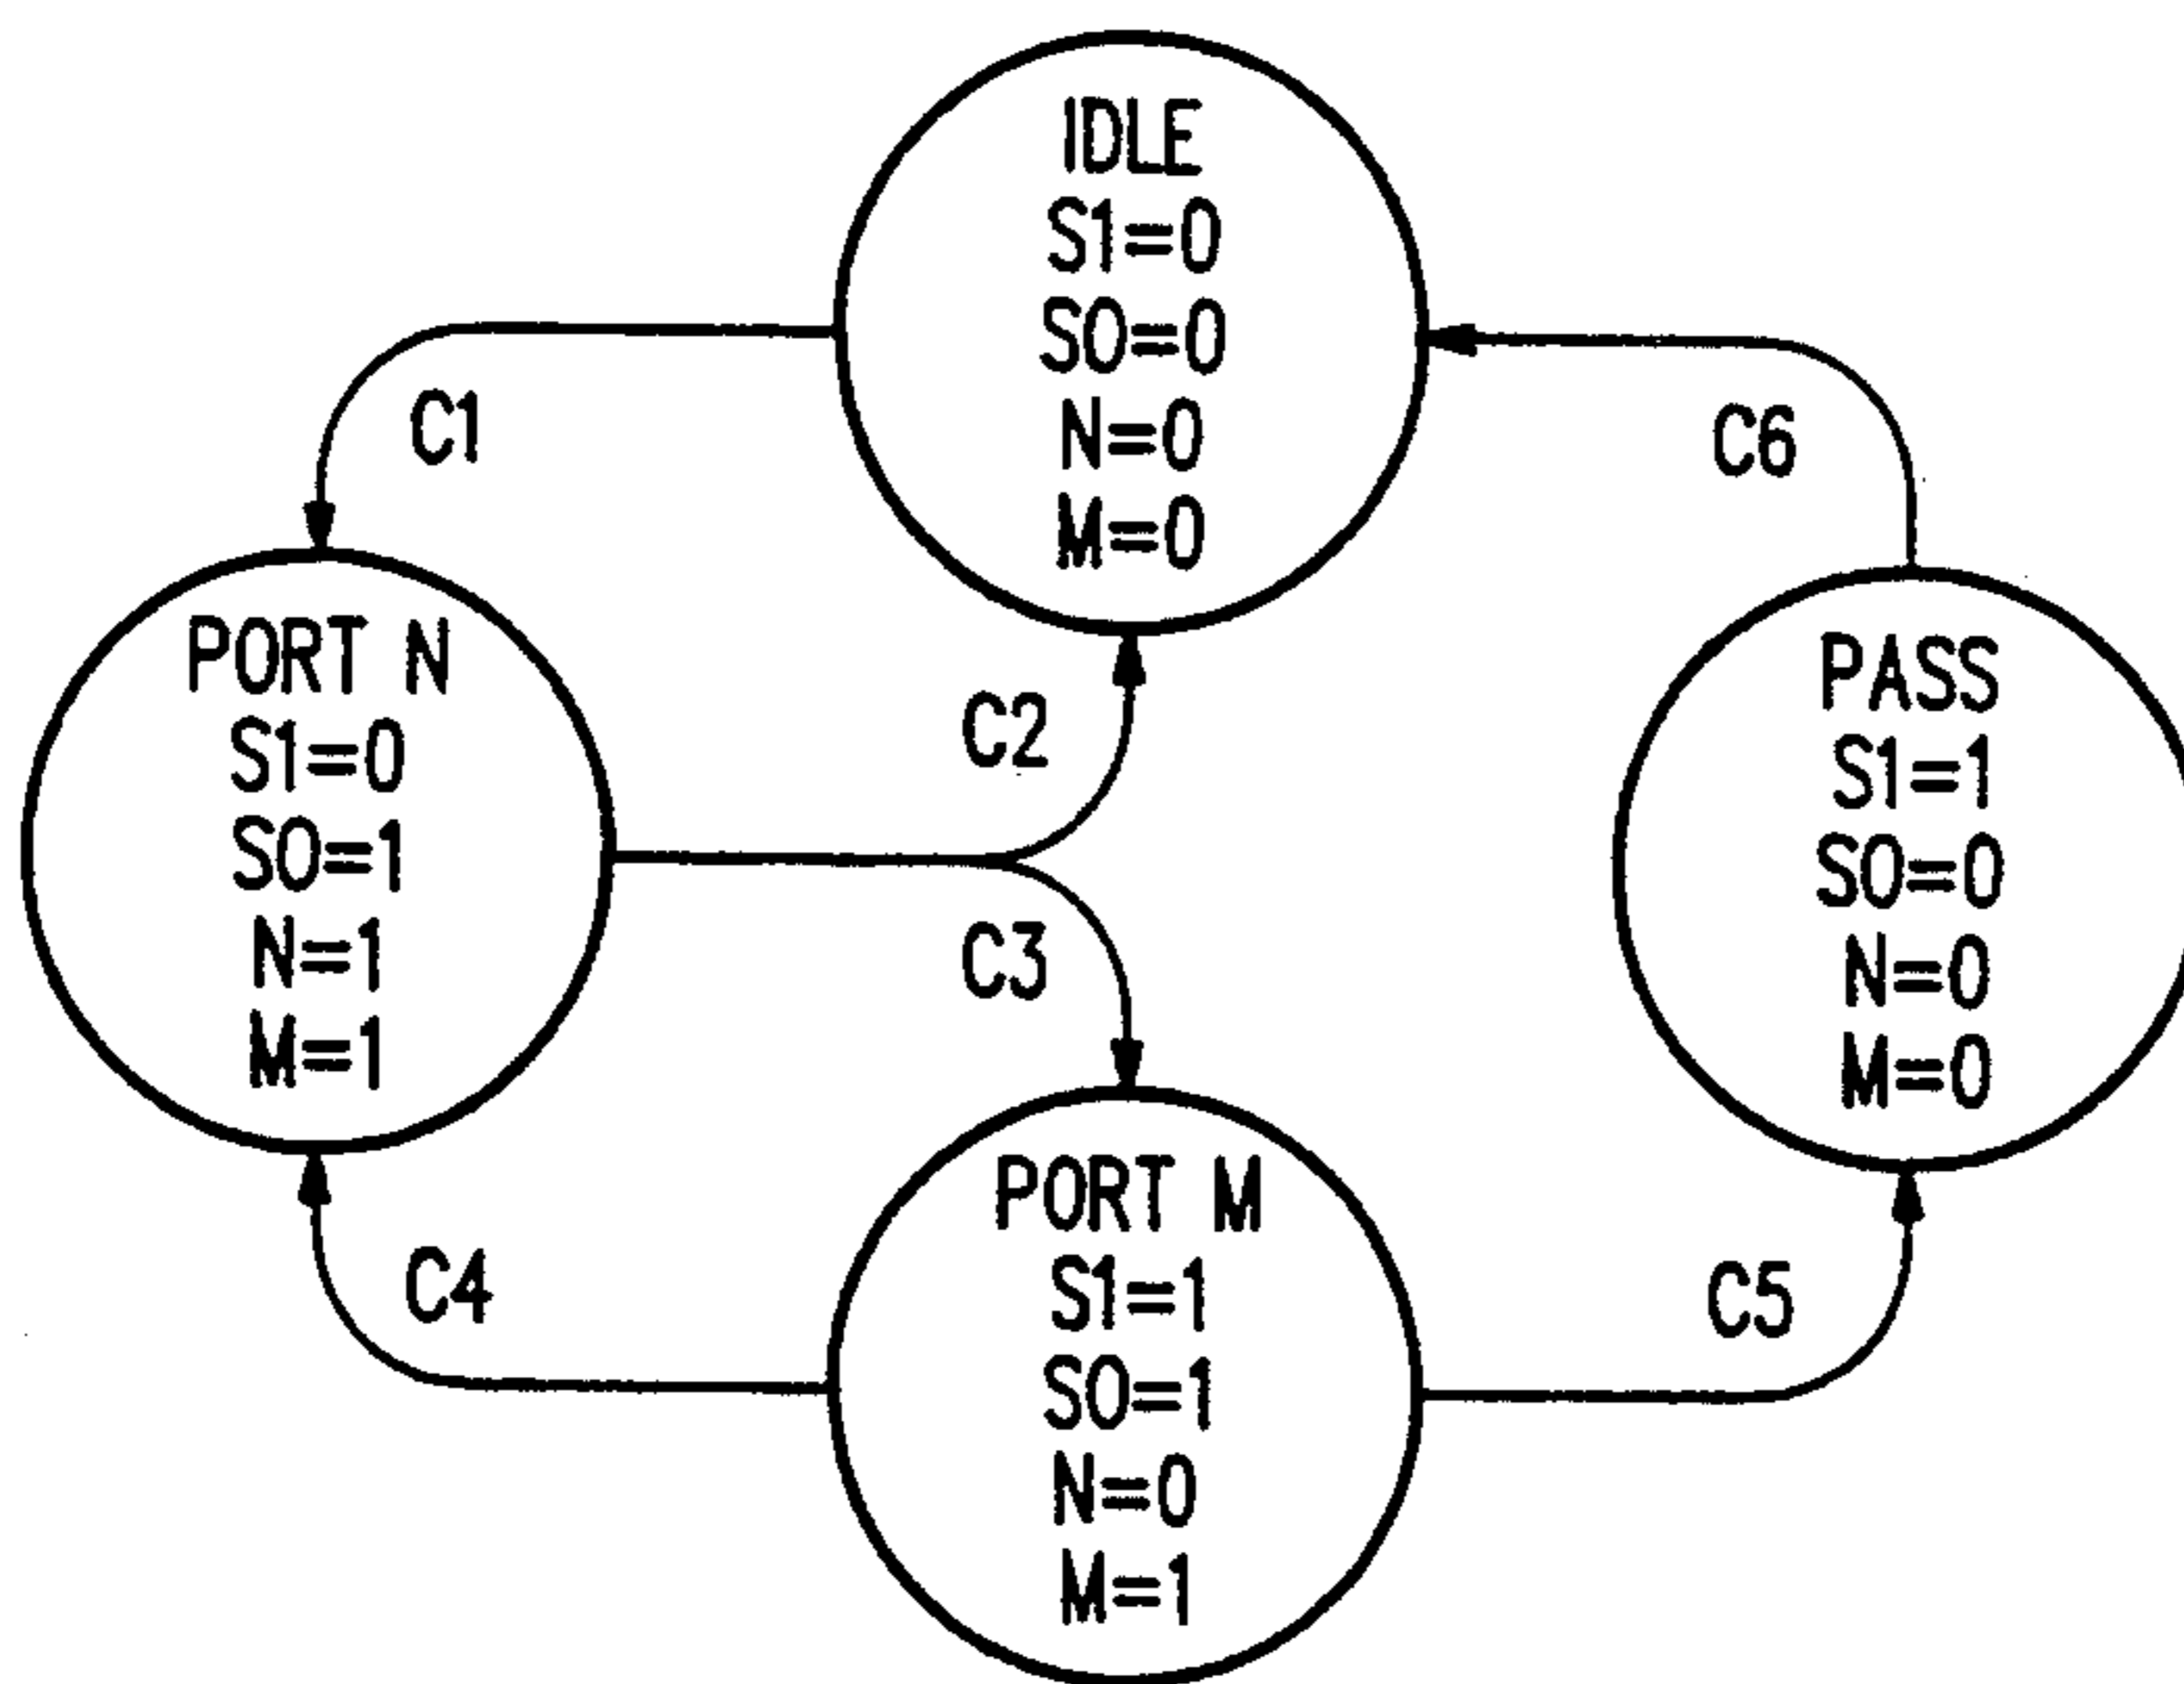 IDLE
S1=0
S0=0
N=0
M=0
C1
C6
PORT N
S1=0
S0=1
N=1
M=1
C2
C3
PASS
S1=1
S0=0
N=0
M=0
C4
PORT M
S1=1
S0=1
N=0
M=1
C5